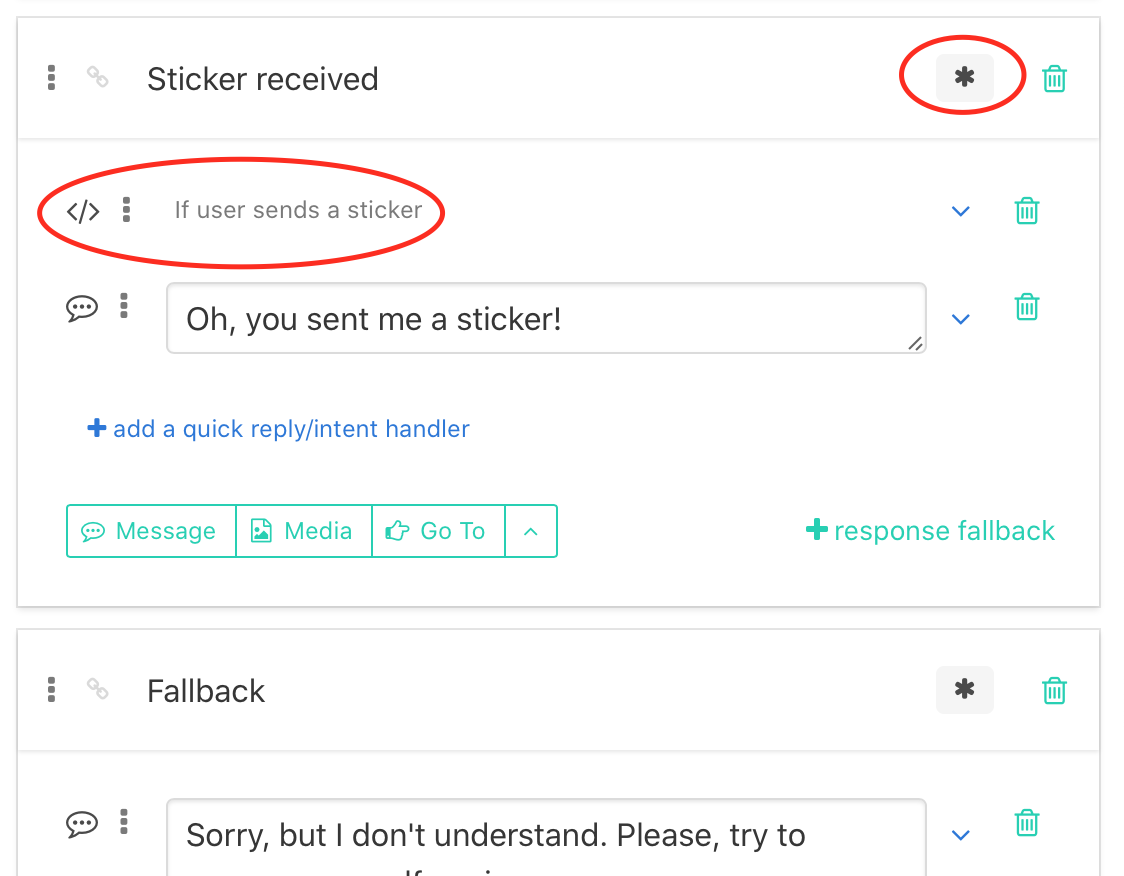 Sticker received
If user sends a sticker
Oh, you sent me a sticker!
add a quick reply/intent handler
Message Media Go To
response fallback
Fallback
Sorry, but I don't understand. Please, try to